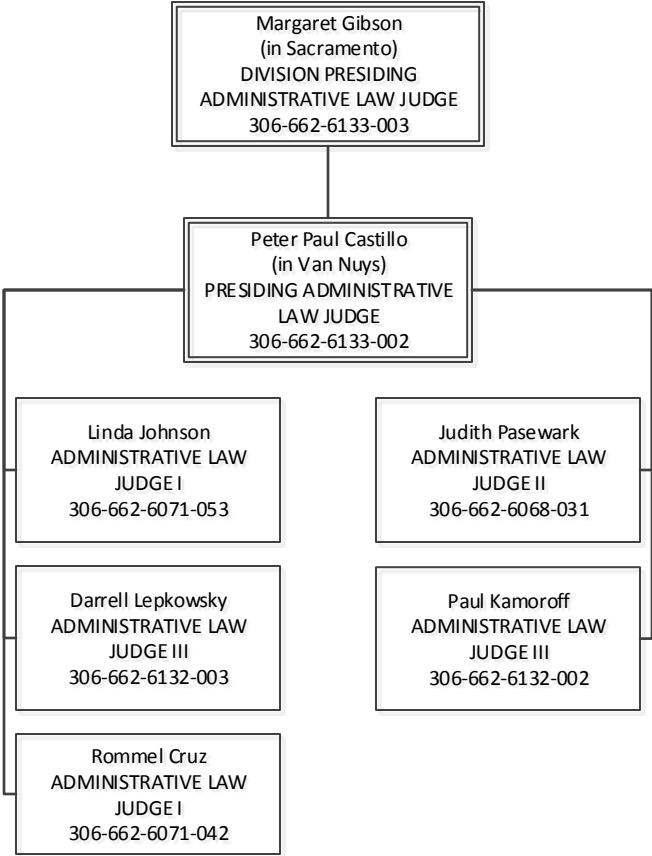 Margaret Gibson
(in Sacramento)
DIVISION PRESIDING
ADMINISTRATIVE LAW JUDGE
306-662-6133-003
Peter Paul Castillo
(in Van Nuys)
PRESIDING ADMINISTRATIVE
LAW JUDGE
306-662-6133-002
Linda Johnson
ADMINISTRATIVE LAW
JUDGE I
306-662-6071-053
Judith Pasewark
ADMINISTRATIVE LAW
JUDGE II
306-662-6068-031
Darrell Lepkowsky
ADMINISTRATIVE LAW
JUDGE III
306-662-6132-003
Paul Kamoroff
ADMINISTRATIVE LAW
JUDGE III
306-662-6132-002
Rommel Cruz
ADMINISTRATIVE LAW
JUDGE I
306-662-6071-042